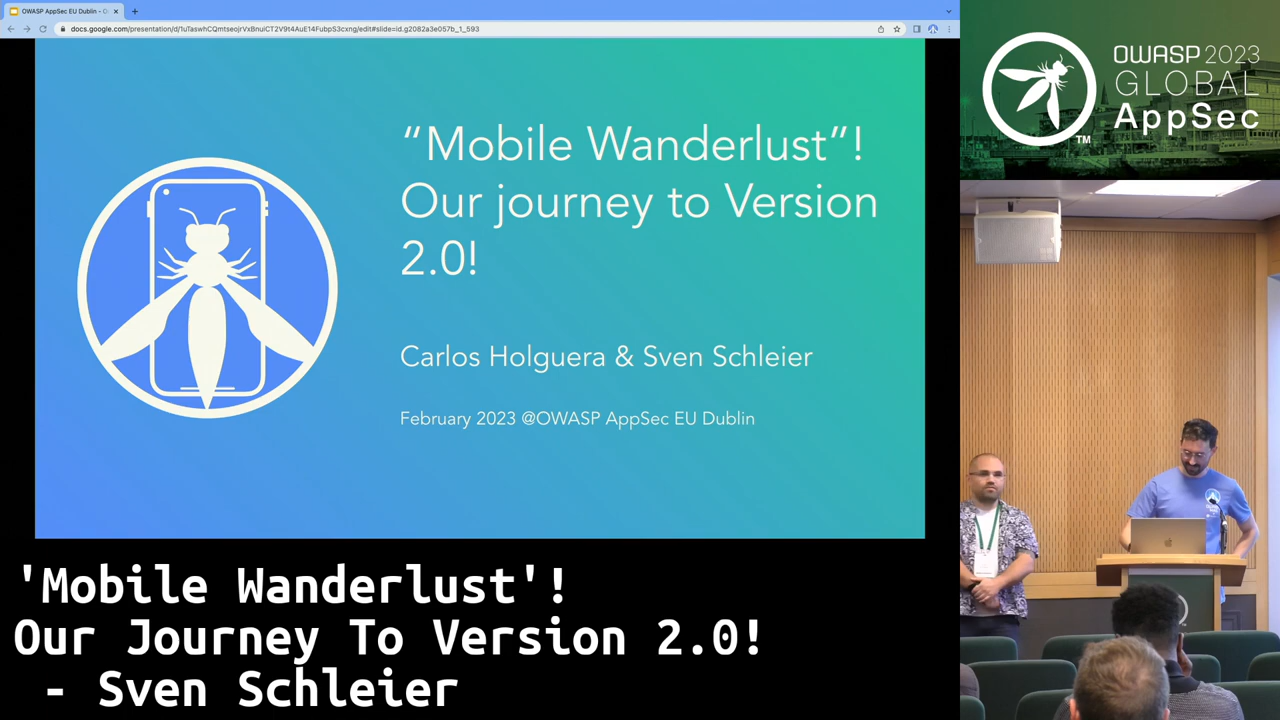 OWASP AppSec EU Dublin - C
docs.google.com/presentation/d/1uTaswhCQmtseojrVxBnuiCT2V9t4AuE14FubpS3cxng/edit#slide=id.g2082a3e057b_1_593
“Mobile Wanderlust”!
Our journey to Version
2.0!
Carlos Holguera & Sven Schleier
February 2023 @OWASP AppSec EU Dublin
OWASP 2023
GLOBAL
AppSec
TM
'Mobile Wanderlust'!
Our Journey To Version 2.0!
- Sven Schleier